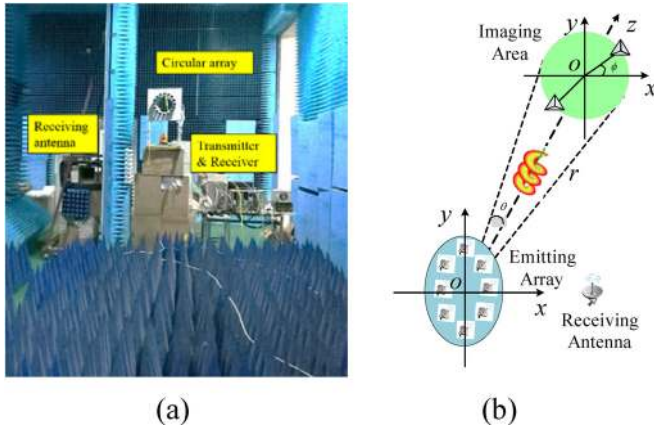 Circular array
Receiving
antenna
Transmitter
& Receiver
(a)
Imaging
Area
y
z
o
ϕ
x
r
θ
y
Emitting
Array
o
x
Receiving
Antenna
(b)